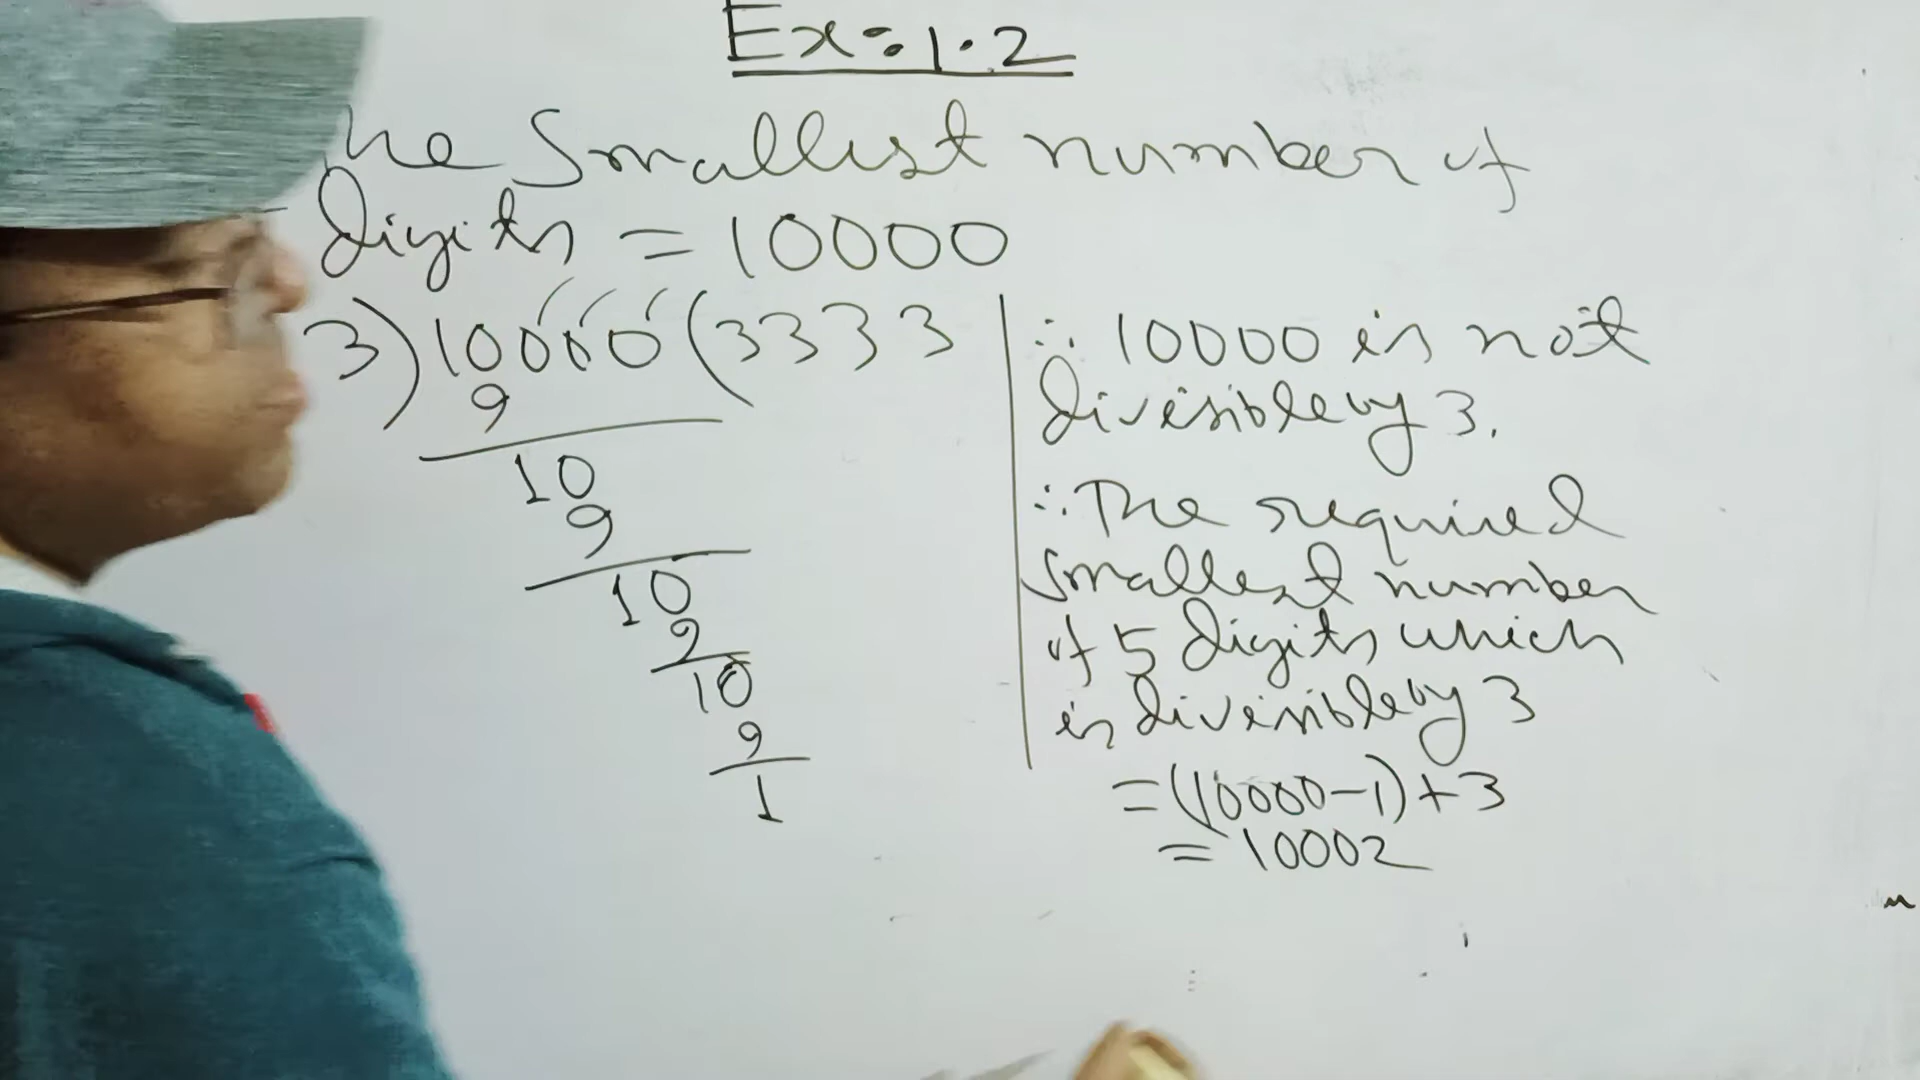 Ex:- 1.2
he Smallest number of
digits = 10000
3)10000(3333
9
10
9
10
9
10
9
1
∴ 10000 is not
divisible by 3.
∴ The required
smallest number
of 5 digits which
is divisible by 3
=(10000-1)+3
= 10002